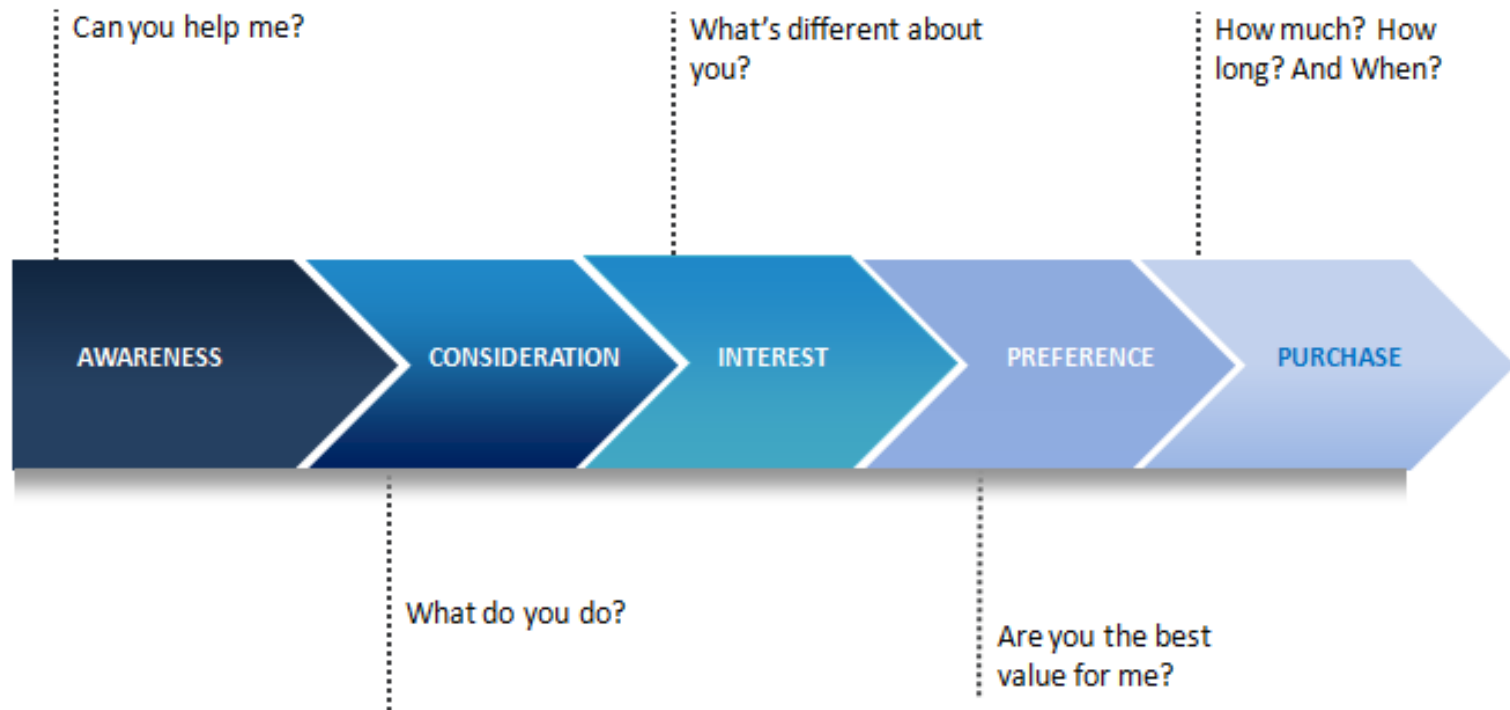 Can you help me?
What's different about
you?
How much? How
long? And When?
AWARENESS
CONSIDERATION
INTEREST
PREFERENCE
PURCHASE
What do you do?
Are you the best
value for me?